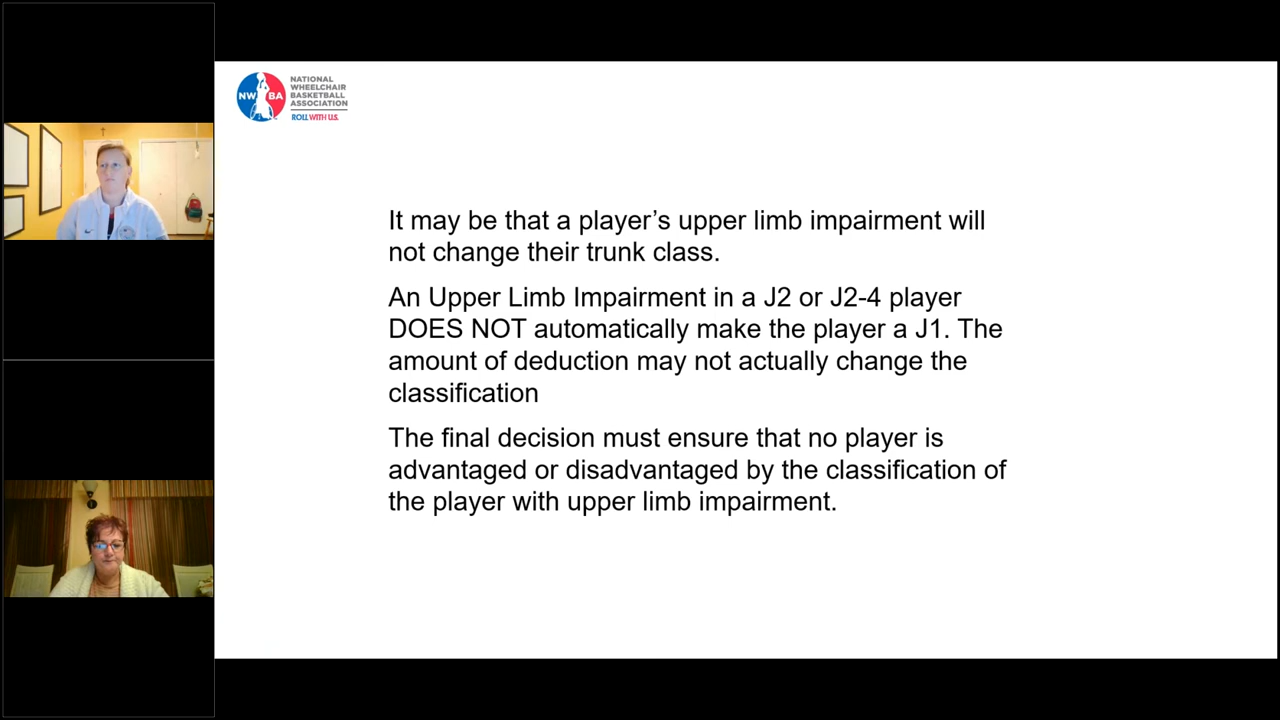 NATIONAL
WHEELCHAIR
BASKETBALL
ASSOCIATION
NW BA
ROLL WITH U.S.
It may be that a player’s upper limb impairment will
not change their trunk class.
An Upper Limb Impairment in a J2 or J2-4 player
DOES NOT automatically make the player a J1. The
amount of deduction may not actually change the
classification
The final decision must ensure that no player is
advantaged or disadvantaged by the classification of
the player with upper limb impairment.